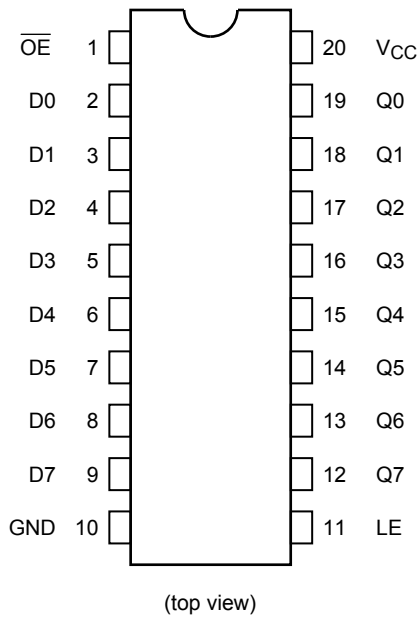 O̅E̅ 1 20 VCC
D0 2 19 Q0
D1 3 18 Q1
D2 4 17 Q2
D3 5 16 Q3
D4 6 15 Q4
D5 7 14 Q5
D6 8 13 Q6
D7 9 12 Q7
GND 10 11 LE
(top view)